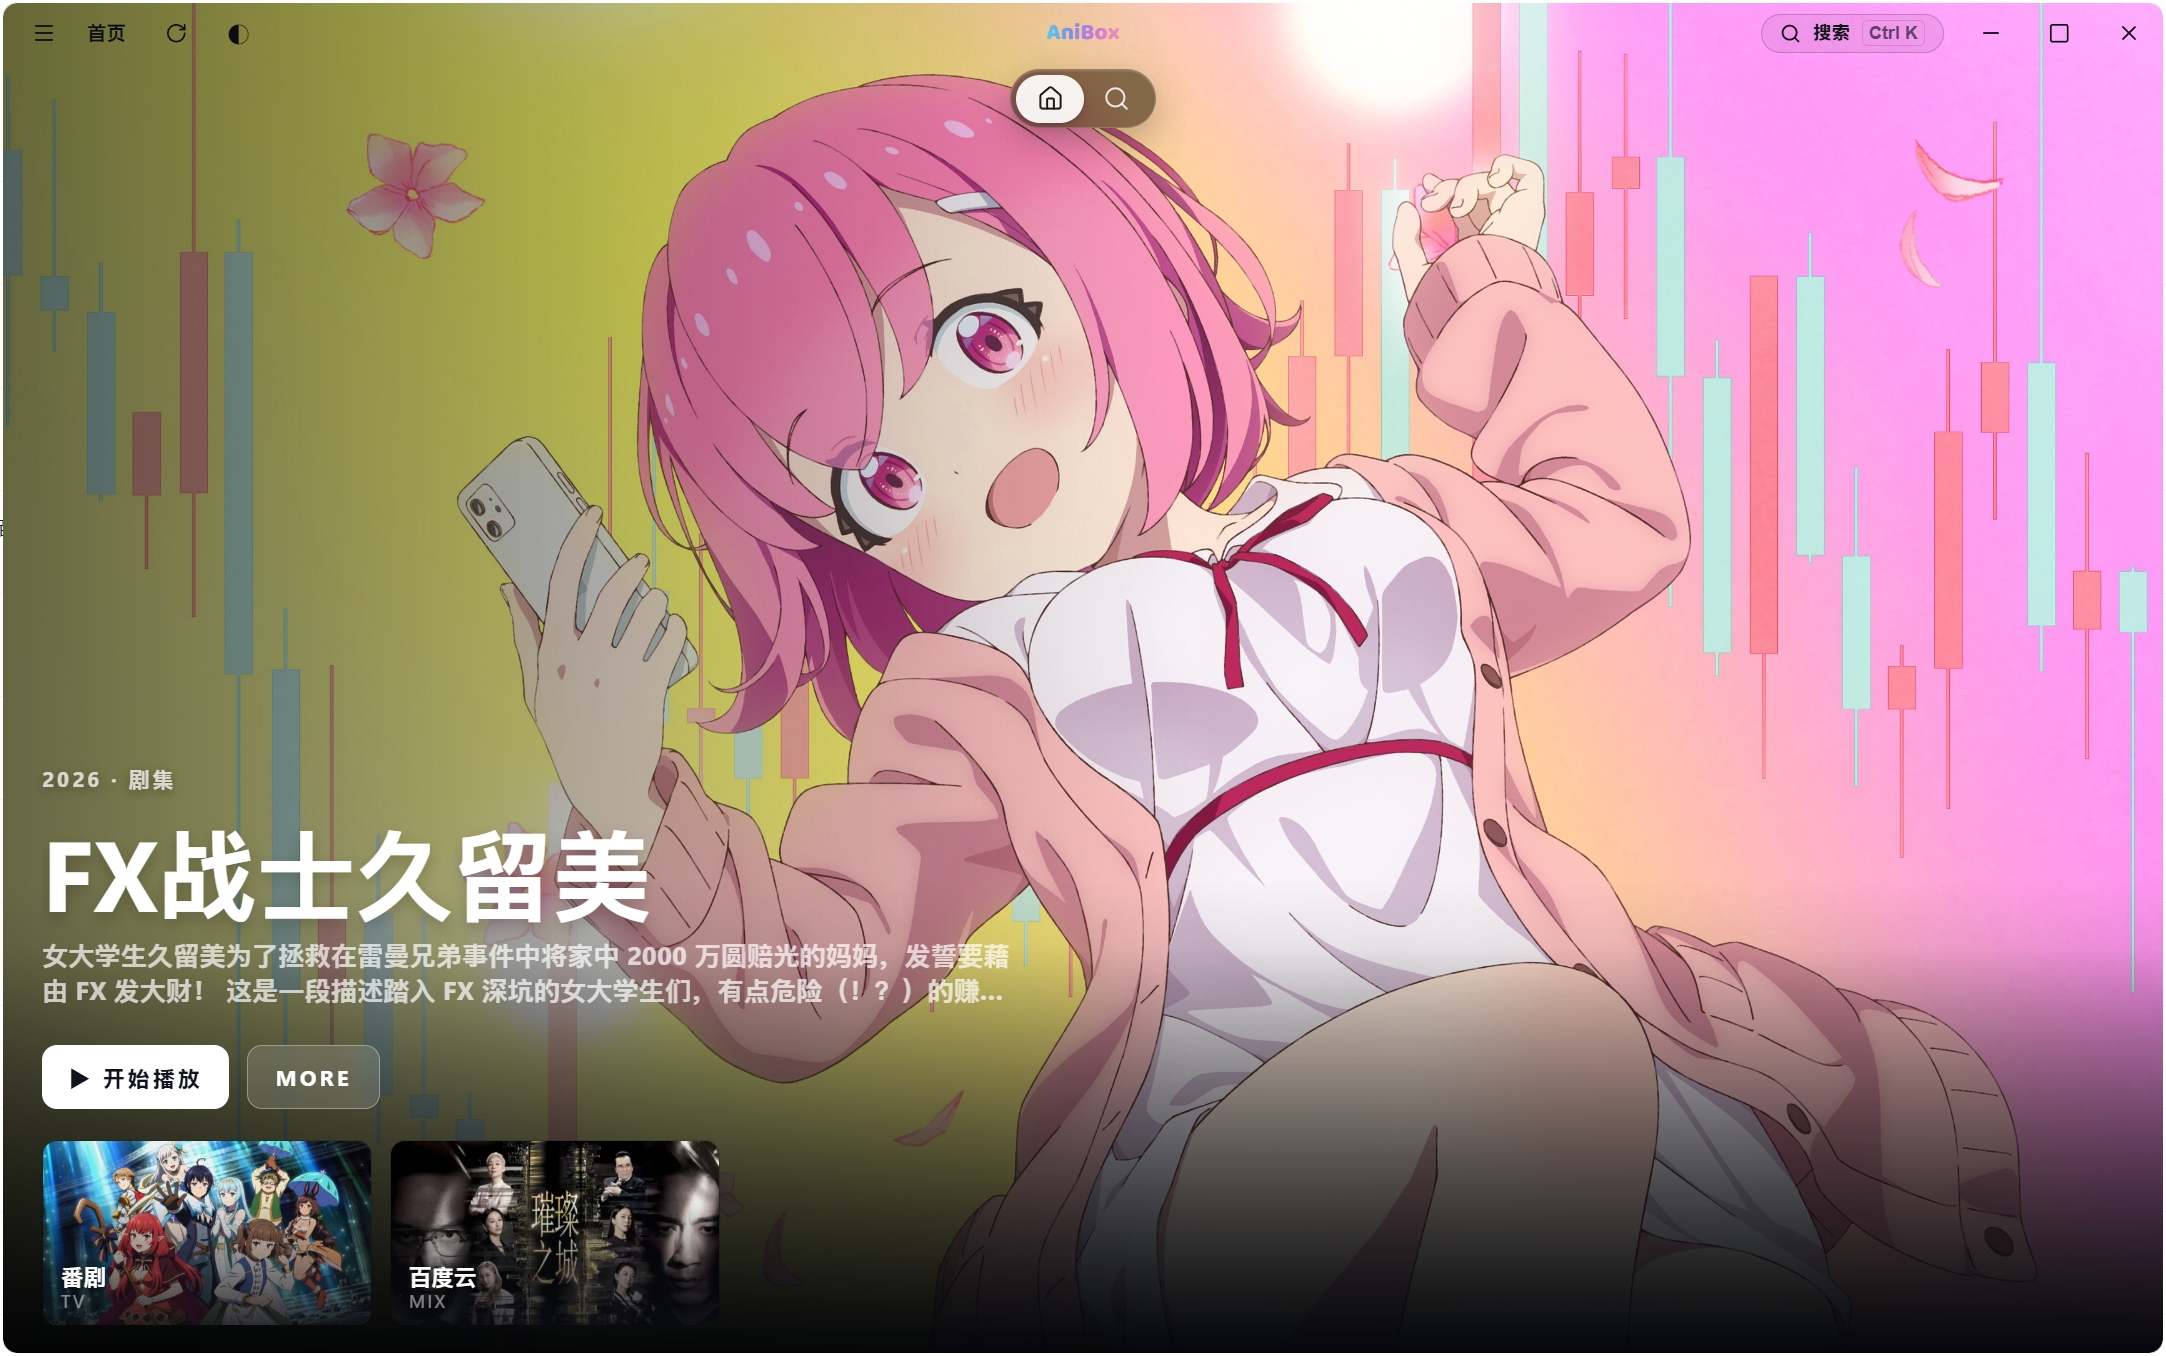 首页
AniBox
搜索 Ctrl K
2026 · 剧集
FX战士久留美
女大学生久留美为了拯救在雷曼兄弟事件中将家中 2000 万圆赔光的妈妈，发誓要藉
由 FX 发大财！ 这是一段描述踏入 FX 深坑的女大学生们，有点危险（！？）的赚...
开始播放
MORE
璀璨
之城
番剧
TV
百度云
MIX